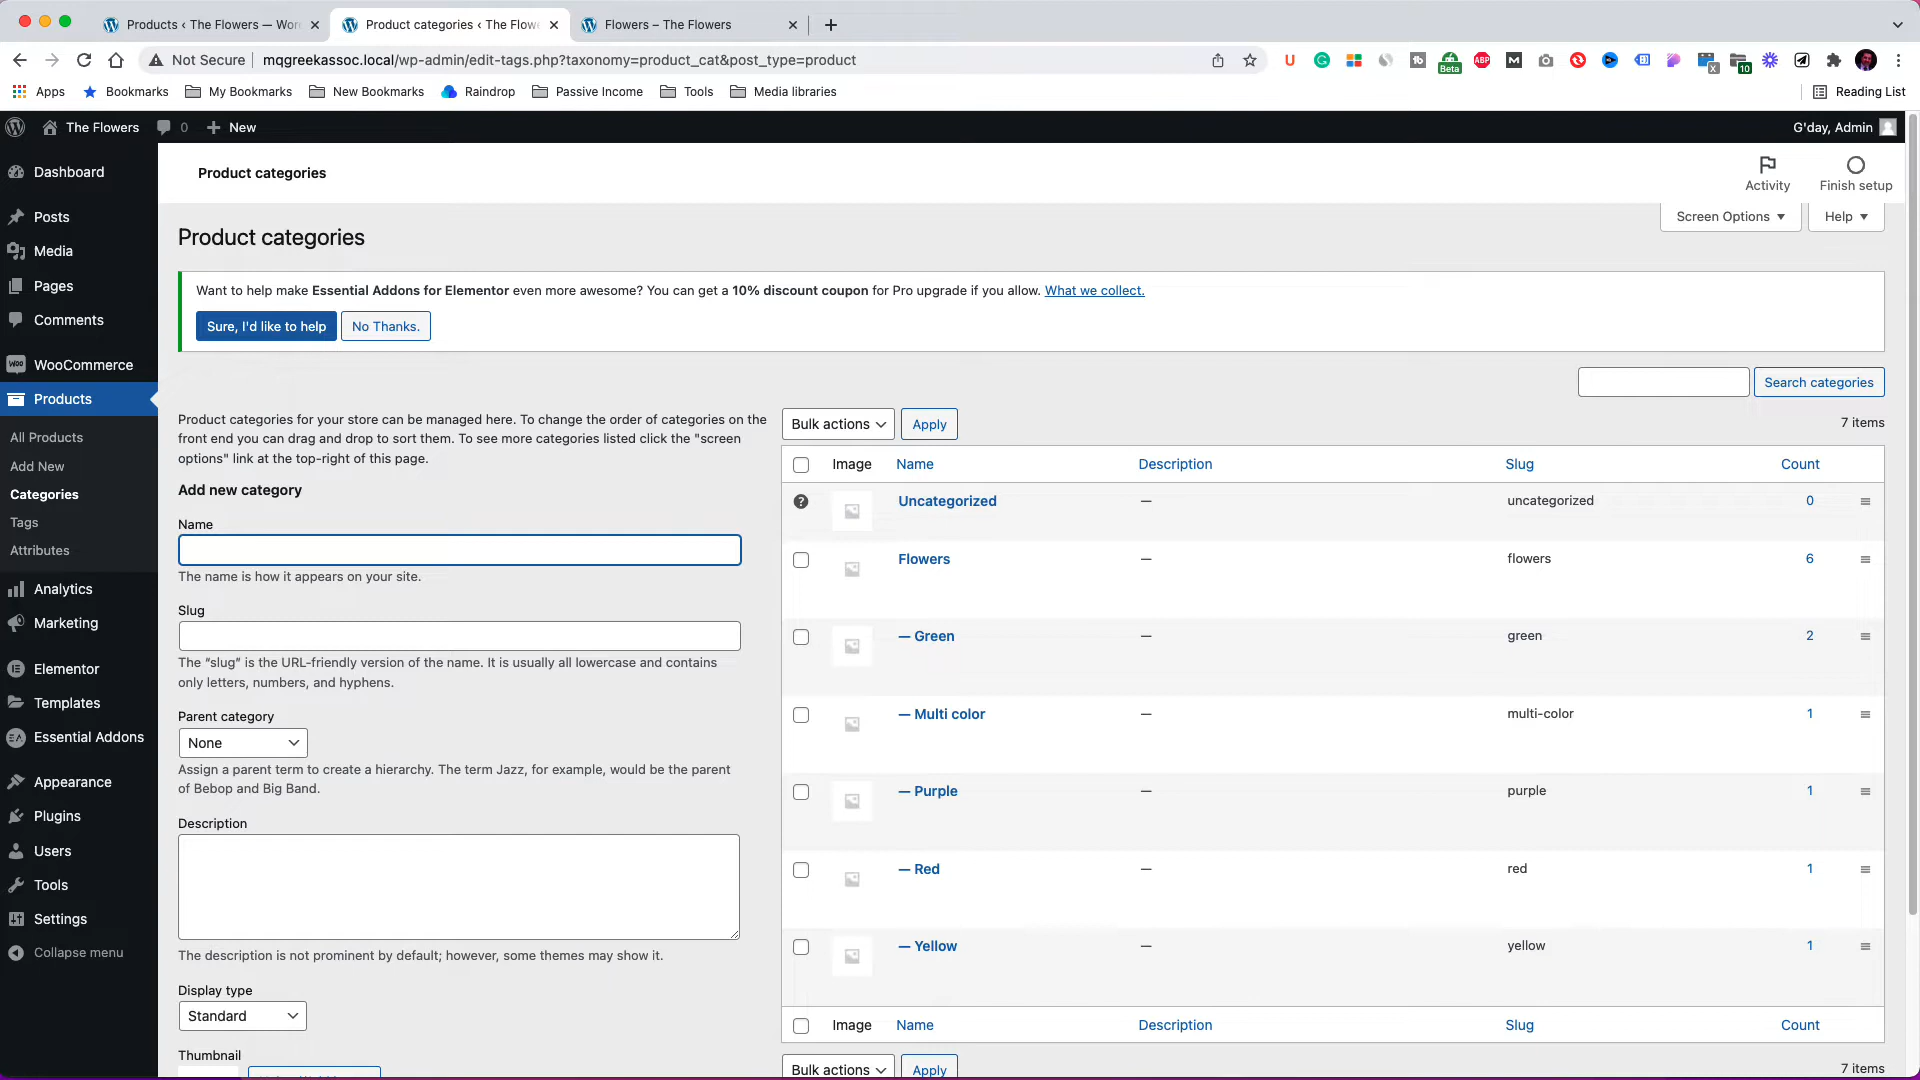 Products ‹ The Flowers — Wor
Product categories ‹ The Flowe
Flowers – The Flowers
Not Secure
mqgreekassoc.local/wp-admin/edit-tags.php?taxonomy=product_cat&post_type=product
Beta
ABP
10
Apps
Bookmarks
My Bookmarks
New Bookmarks
Raindrop
Passive Income
Tools
Media libraries
Reading List
The Flowers
0
New
G'day, Admin
Dashboard
Posts
Media
Pages
Comments
WooCommerce
Products
All Products
Add New
Categories
Tags
Attributes
Analytics
Marketing
Elementor
Templates
Essential Addons
Appearance
Plugins
Users
Tools
Settings
Collapse menu
Product categories
Activity
Finish setup
Screen Options
Help
Product categories
Want to help make Essential Addons for Elementor even more awesome? You can get a 10% discount coupon for Pro upgrade if you allow. What we collect.
Sure, I'd like to help
No Thanks.
Search categories
Product categories for your store can be managed here. To change the order of categories on the
front end you can drag and drop to sort them. To see more categories listed click the "screen
options" link at the top-right of this page.
Add new category
Name
The name is how it appears on your site.
Slug
The “slug” is the URL-friendly version of the name. It is usually all lowercase and contains
only letters, numbers, and hyphens.
Parent category
None
Assign a parent term to create a hierarchy. The term Jazz, for example, would be the parent
of Bebop and Big Band.
Description
The description is not prominent by default; however, some themes may show it.
Display type
Standard
Thumbnail
Bulk actions
Apply
7 items
Image Name Description Slug Count
Uncategorized — uncategorized 0
Flowers — flowers 6
— Green — green 2
— Multi color — multi-color 1
— Purple — purple 1
— Red — red 1
— Yellow — yellow 1
Image Name Description Slug Count
Bulk actions
Apply
7 items